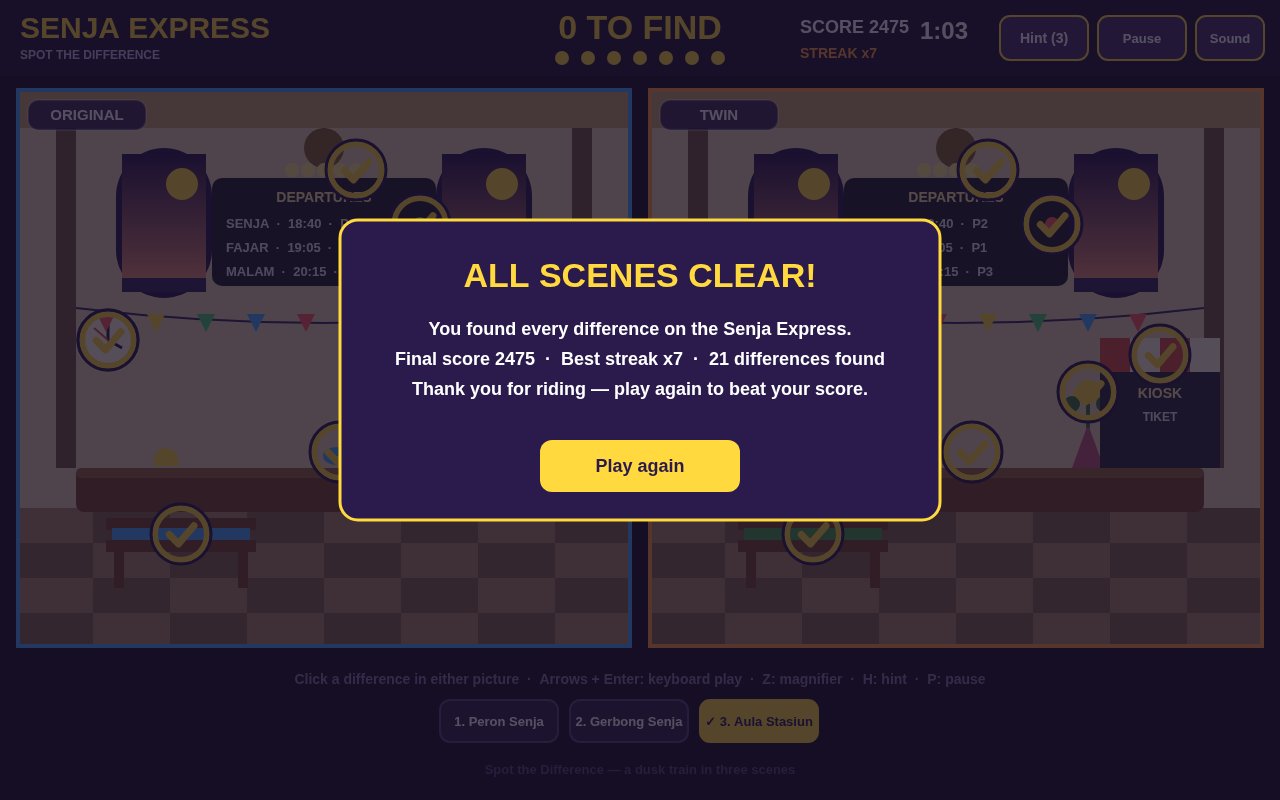 SENJA EXPRESS
SPOT THE DIFFERENCE
0 TO FIND
SCORE 2475
1:03
STREAK x7
Hint (3)
Pause
Sound
ORIGINAL
DEPARTURES
SENJA · 18:40 ·
FAJAR · 19:05 ·
MALAM · 20:15 ·
TWIN
DEPARTURES
:40 · P2
· P1
:15 · P3
KIOSK
TIKET
ALL SCENES CLEAR!
You found every difference on the Senja Express.
Final score 2475 · Best streak x7 · 21 differences found
Thank you for riding — play again to beat your score.
Play again
Click a difference in either picture · Arrows + Enter: keyboard play · Z: magnifier · H: hint · P: pause
1. Peron Senja
2. Gerbong Senja
✓ 3. Aula Stasiun
Spot the Difference — a dusk train in three scenes